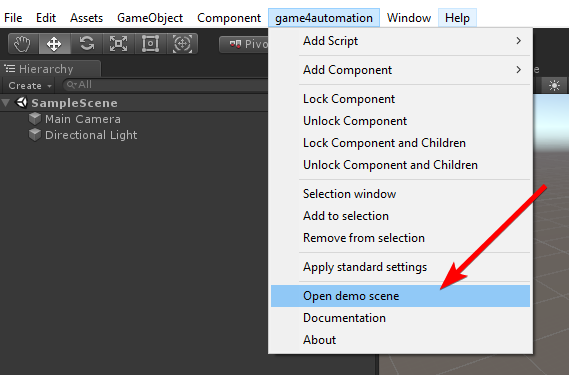 File Edit Assets GameObject Component game4automation Window Help
Pivo
Hierarchy
Create All
SampleScene
Main Camera
Directional Light
Add Script
Add Component
Lock Component
Unlock Component
Lock Component and Children
Unlock Component and Children
Selection window
Add to selection
Remove from selection
Apply standard settings
Open demo scene
Documentation
About